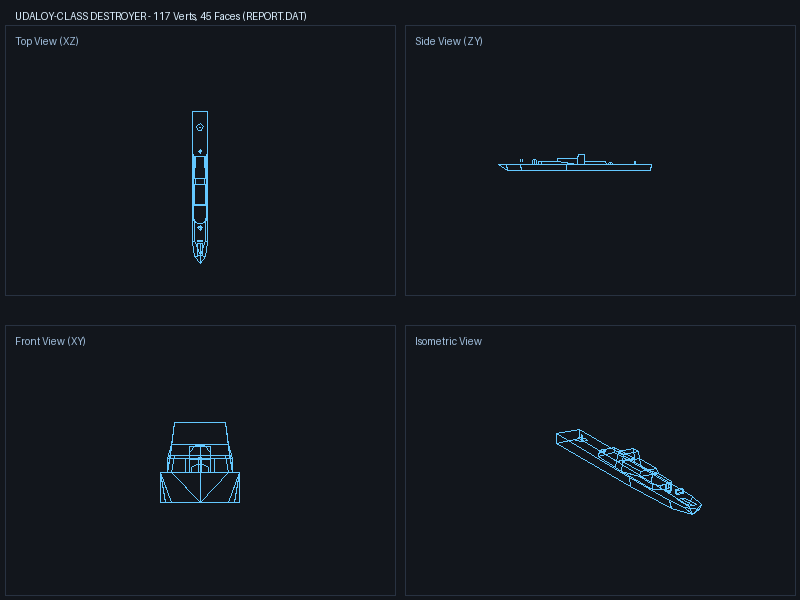 UDALOY-CLASS DESTROYER - 117 Verts, 45 Faces (REPORT.DAT)
Top View (XZ)
Side View (ZY)
Front View (XY)
Isometric View